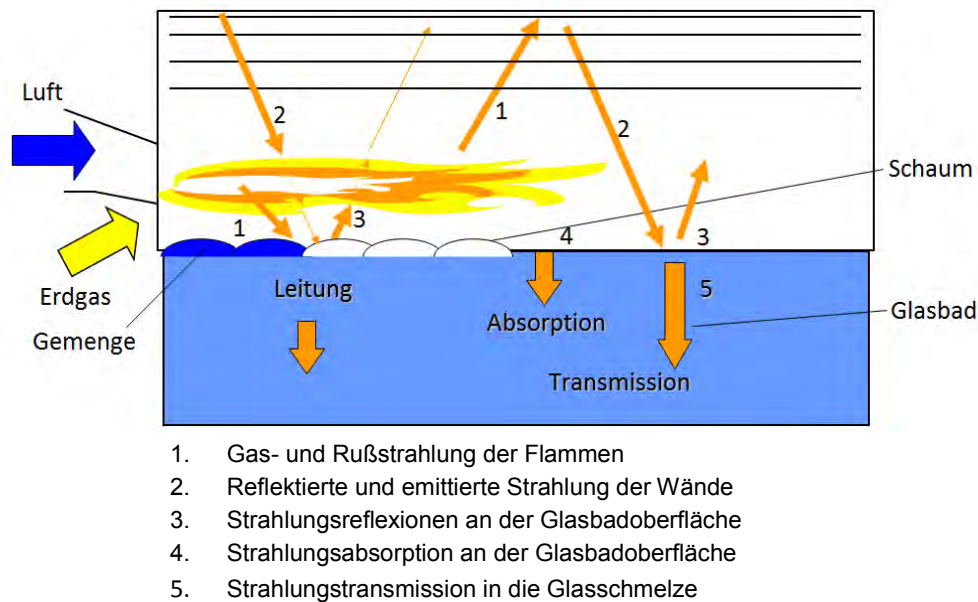 Luft
2
1
2
Schaum
1
3
4
3
Erdgas
Leitung
5
Glasbad
Gemenge
Absorption
Transmission
1. Gas- und Rußstrahlung der Flammen
2. Reflektierte und emittierte Strahlung der Wände
3. Strahlungsreflexionen an der Glasbadoberfläche
4. Strahlungsabsorption an der Glasbadoberfläche
5. Strahlungstransmission in die Glasschmelze